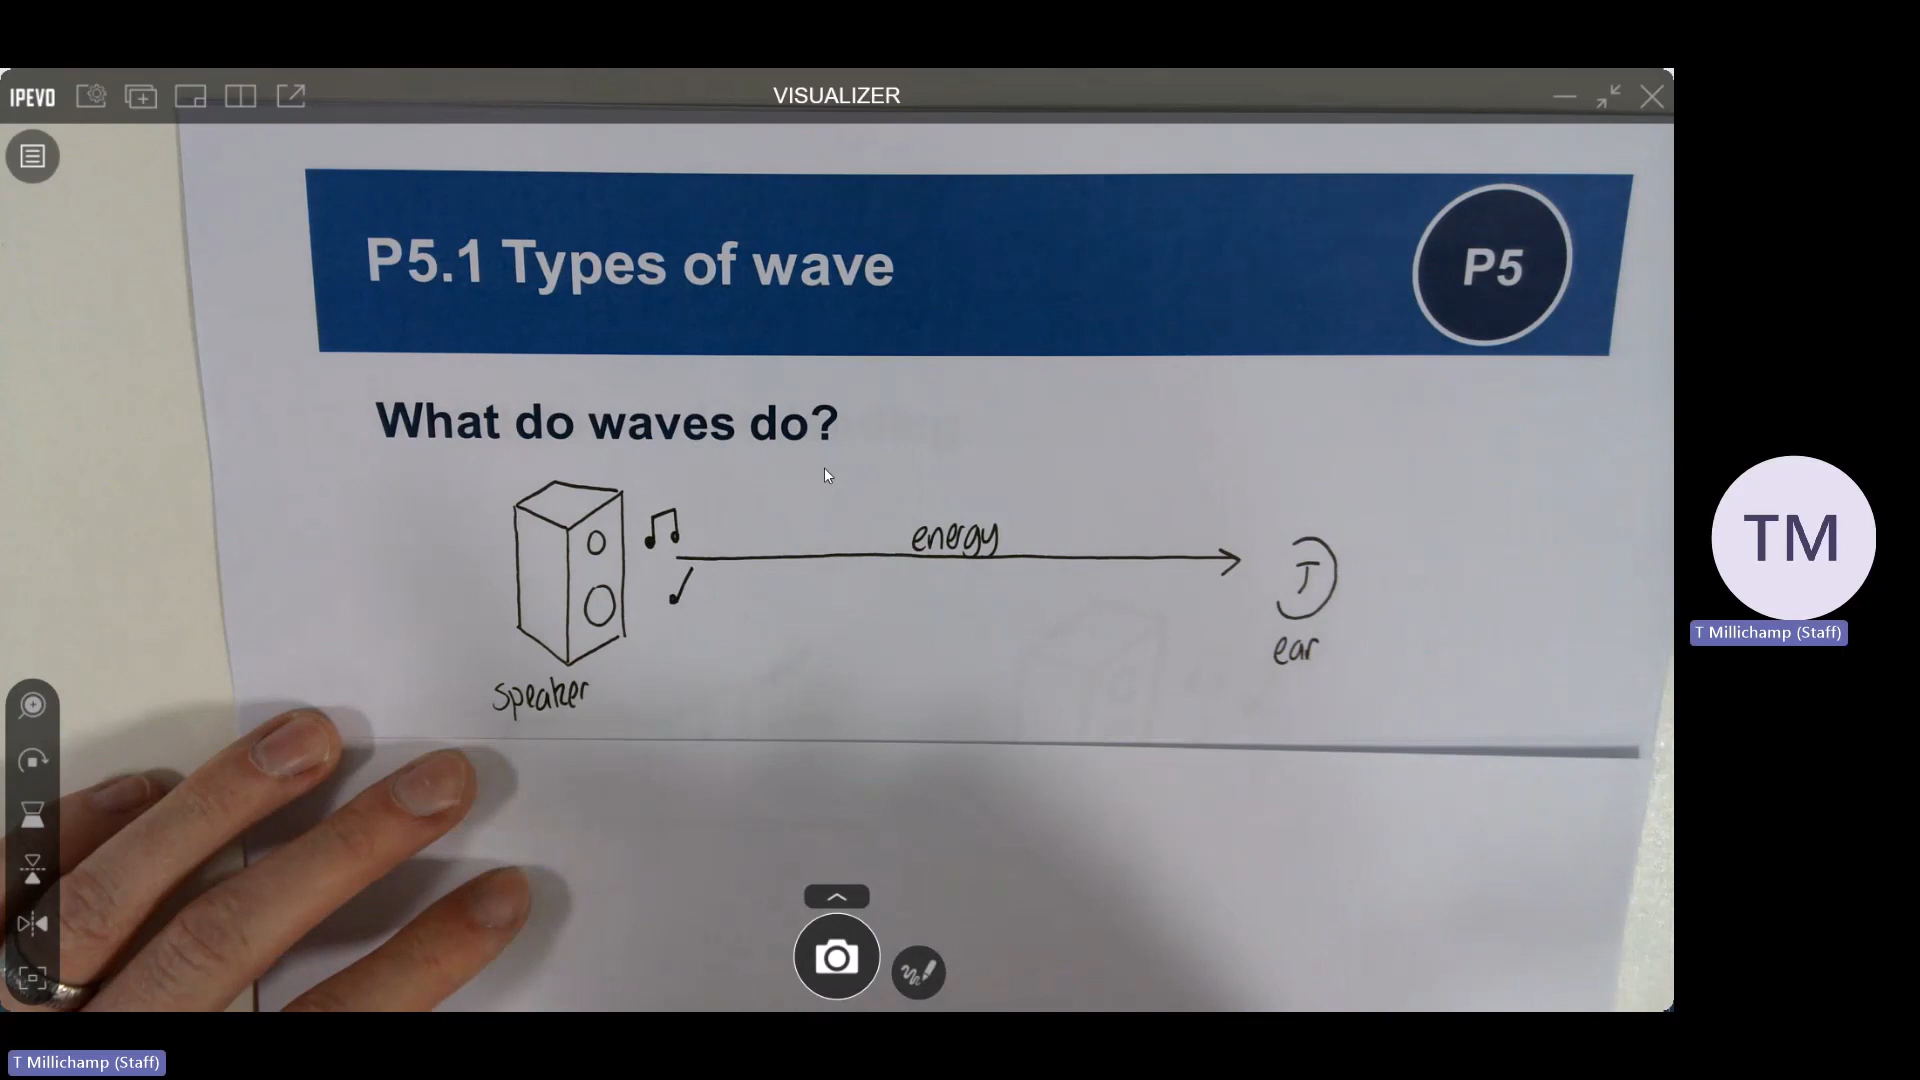 IPEVO
VISUALIZER
P5.1 Types of wave
P5
What do waves do?
energy
ear
speaker
TM
T Millichamp (Staff)
T Millichamp (Staff)